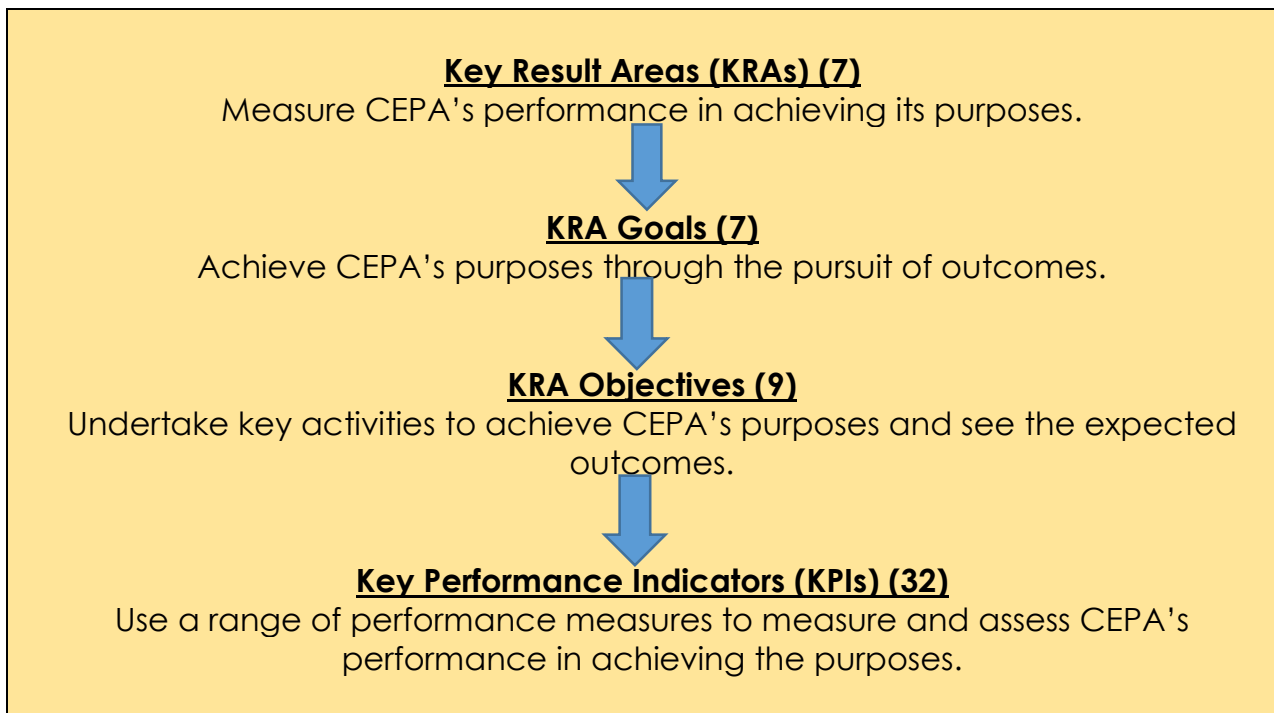 Key Result Areas (KRAs) (7)
Measure CEPA’s performance in achieving its purposes.
KRA Goals (7)
Achieve CEPA’s purposes through the pursuit of outcomes.
KRA Objectives (9)
Undertake key activities to achieve CEPA’s purposes and see the expected
outcomes.
Key Performance Indicators (KPIs) (32)
Use a range of performance measures to measure and assess CEPA’s
performance in achieving the purposes.